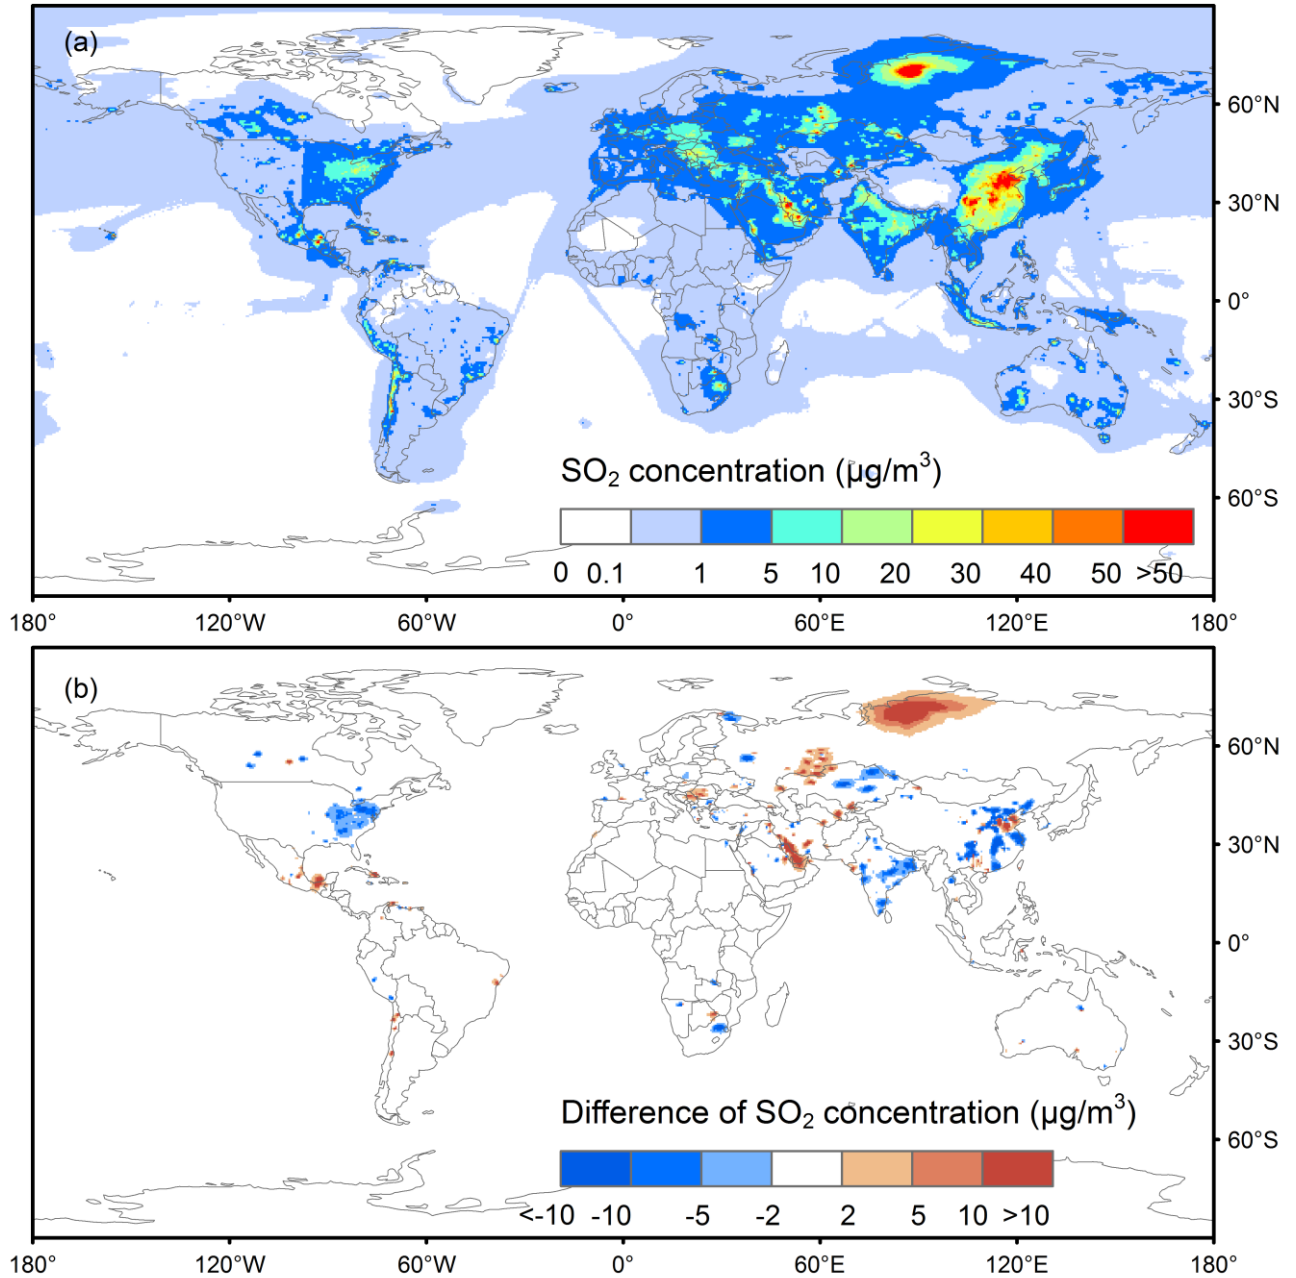 (a)
60°N
30°N
0°
30°S
60°S
SO₂ concentration (µg/m³)
0 0.1 1 5 10 20 30 40 50 >50
180° 120°W 60°W 0° 60°E 120°E 180°
(b)
60°N
30°N
0°
30°S
60°S
Difference of SO₂ concentration (µg/m³)
<-10 -10 -5 -2 2 5 10 >10
180° 120°W 60°W 0° 60°E 120°E 180°